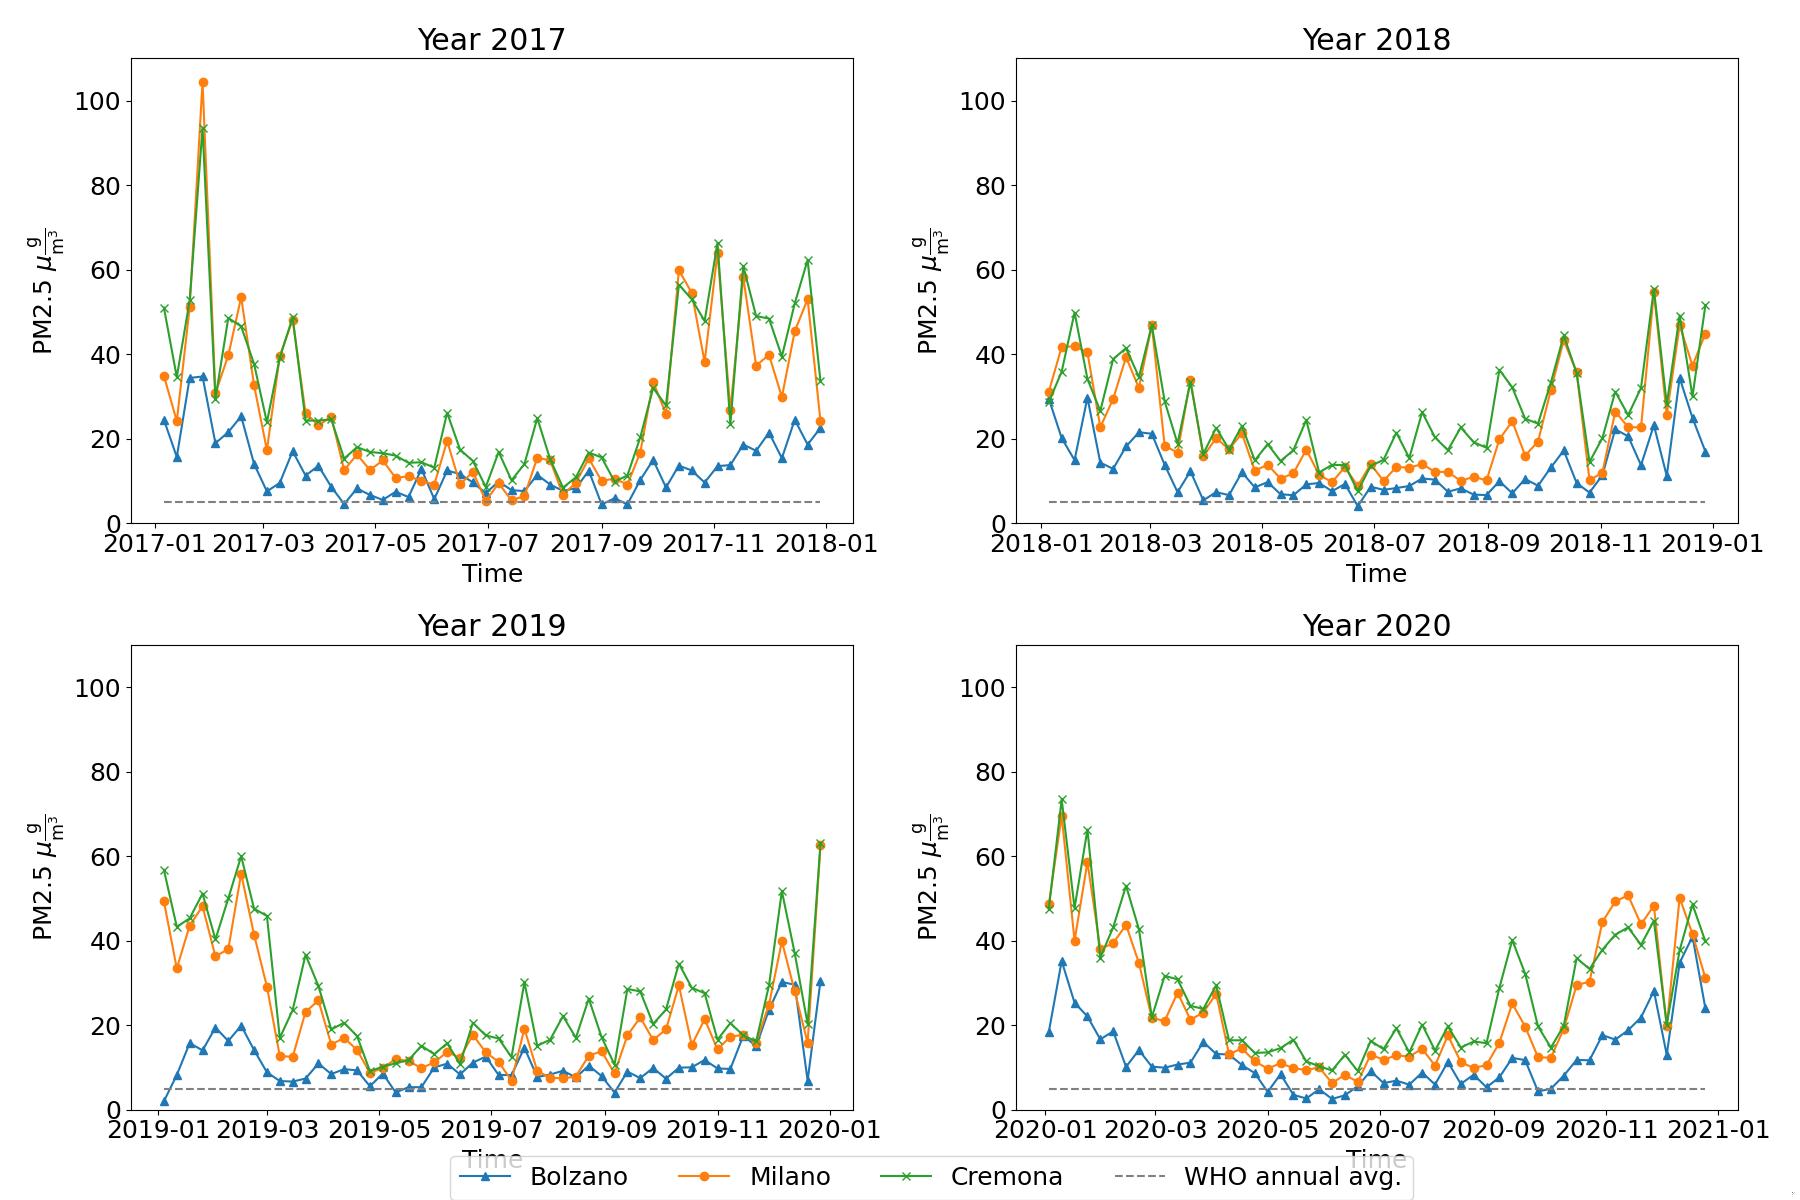 Year 2017
Year 2018
100
80
60
40
20
0
PM2.5 μ g/m³
2017-01 2017-03 2017-05 2017-07 2017-09 2017-11 2018-01
Time
100
80
60
40
20
0
PM2.5 μ g/m³
2018-01 2018-03 2018-05 2018-07 2018-09 2018-11 2019-01
Time
Year 2019
Year 2020
100
80
60
40
20
0
PM2.5 μ g/m³
2019-01 2019-03 2019-05 2019-07 2019-09 2019-11 2020-01
Time
100
80
60
40
20
0
PM2.5 μ g/m³
2020-01 2020-03 2020-05 2020-07 2020-09 2020-11 2021-01
Time
Bolzano Milano Cremona WHO annual avg.